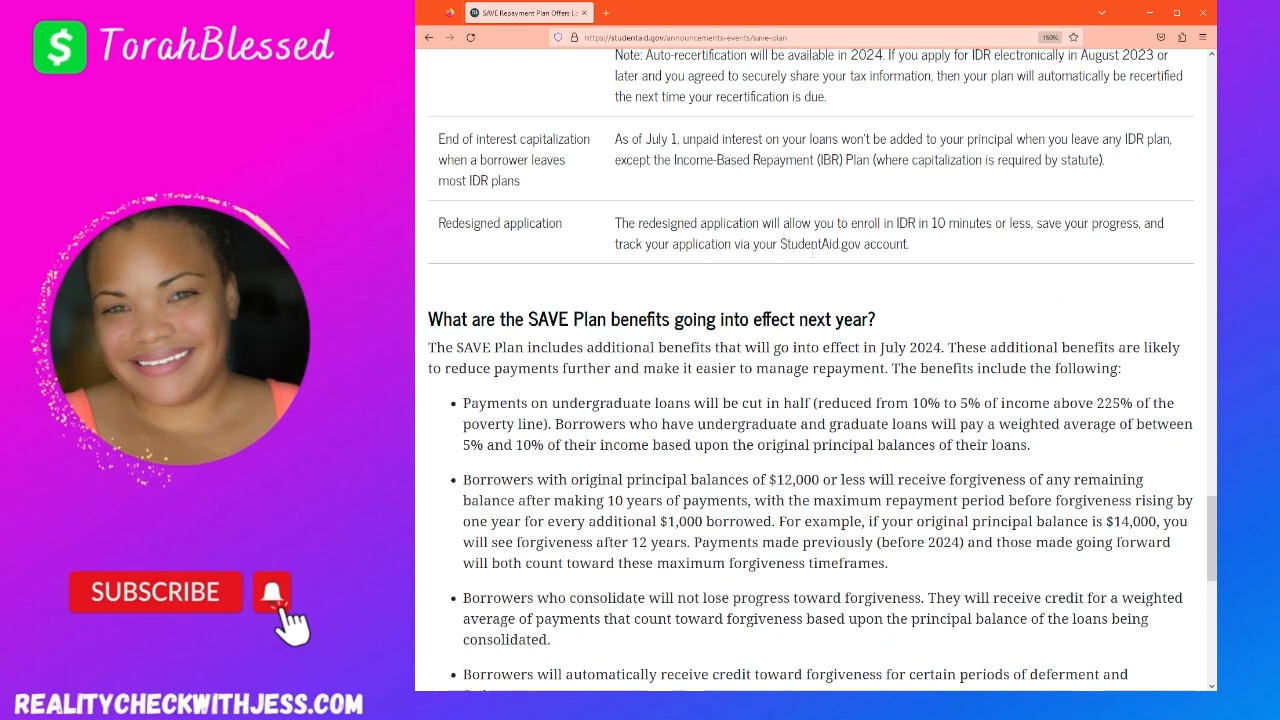 TorahBlessed
SUBSCRIBE
REALITYCHECKWITHJESS.COM
SAVE Repayment Plan Offers Lo
https://studentaid.gov/announcements-events/save-plan
150%
Note: Auto-recertification will be available in 2024. If you apply for IDR electronically in August 2023 or
later and you agreed to securely share your tax information, then your plan will automatically be recertified
the next time your recertification is due.
End of interest capitalization
when a borrower leaves
most IDR plans
As of July 1, unpaid interest on your loans won't be added to your principal when you leave any IDR plan,
except the Income-Based Repayment (IBR) Plan (where capitalization is required by statute).
Redesigned application
The redesigned application will allow you to enroll in IDR in 10 minutes or less, save your progress, and
track your application via your StudentAid.gov account.
What are the SAVE Plan benefits going into effect next year?
The SAVE Plan includes additional benefits that will go into effect in July 2024. These additional benefits are likely
to reduce payments further and make it easier to manage repayment. The benefits include the following:
• Payments on undergraduate loans will be cut in half (reduced from 10% to 5% of income above 225% of the
poverty line). Borrowers who have undergraduate and graduate loans will pay a weighted average of between
5% and 10% of their income based upon the original principal balances of their loans.
• Borrowers with original principal balances of $12,000 or less will receive forgiveness of any remaining
balance after making 10 years of payments, with the maximum repayment period before forgiveness rising by
one year for every additional $1,000 borrowed. For example, if your original principal balance is $14,000, you
will see forgiveness after 12 years. Payments made previously (before 2024) and those made going forward
will both count toward these maximum forgiveness timeframes.
• Borrowers who consolidate will not lose progress toward forgiveness. They will receive credit for a weighted
average of payments that count toward forgiveness based upon the principal balance of the loans being
consolidated.
• Borrowers will automatically receive credit toward forgiveness for certain periods of deferment and